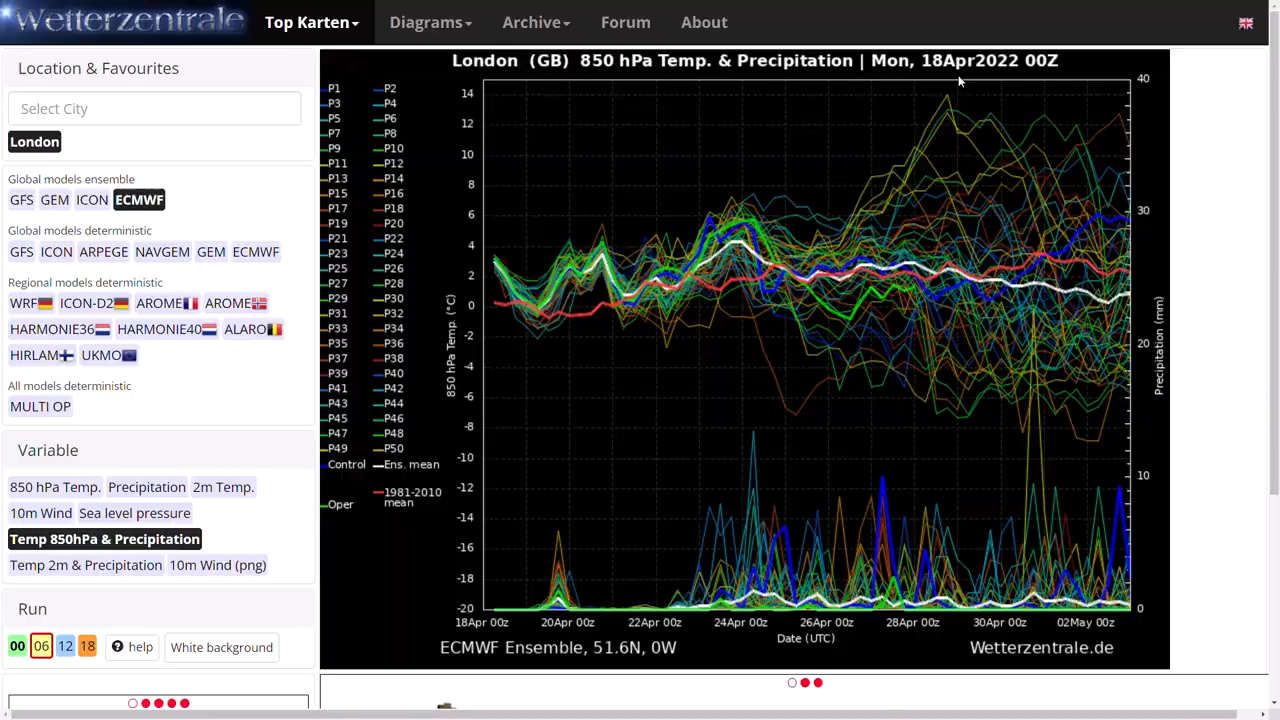 Wetterzentrale
Top Karten
Diagrams
Archive
Forum
About
Location & Favourites
Select City
London
Global models ensemble
GFS GEM ICON ECMWF
Global models deterministic
GFS ICON ARPEGE NAVGEM GEM ECMWF
Regional models deterministic
WRF ICON-D2 AROME AROME
HARMONIE36 HARMONIE40 ALARO
HIRLAM UKMO
All models deterministic
MULTI OP
Variable
850 hPa Temp. Precipitation 2m Temp.
10m Wind Sea level pressure
Temp 850hPa & Precipitation
Temp 2m & Precipitation 10m Wind (png)
Run
00 06 12 18 help White background
London (GB) 850 hPa Temp. & Precipitation | Mon, 18Apr2022 00Z
P1 P2
P3 P4
P5 P6
P7 P8
P9 P10
P11 P12
P13 P14
P15 P16
P17 P18
P19 P20
P21 P22
P23 P24
P25 P26
P27 P28
P29 P30
P31 P32
P33 P34
P35 P36
P37 P38
P39 P40
P41 P42
P43 P44
P45 P46
P47 P48
P49 P50
Control Ens. mean
1981-2010
mean
Oper
850 hPa Temp. (°C)
14
12
10
8
6
4
2
0
-2
-4
-6
-8
-10
-12
-14
-16
-18
-20
40
30
20
10
0
Precipitation (mm)
18Apr 00z 20Apr 00z 22Apr 00z 24Apr 00z 26Apr 00z 28Apr 00z 30Apr 00z 02May 00z
Date (UTC)
ECMWF Ensemble, 51.6N, 0W
Wetterzentrale.de